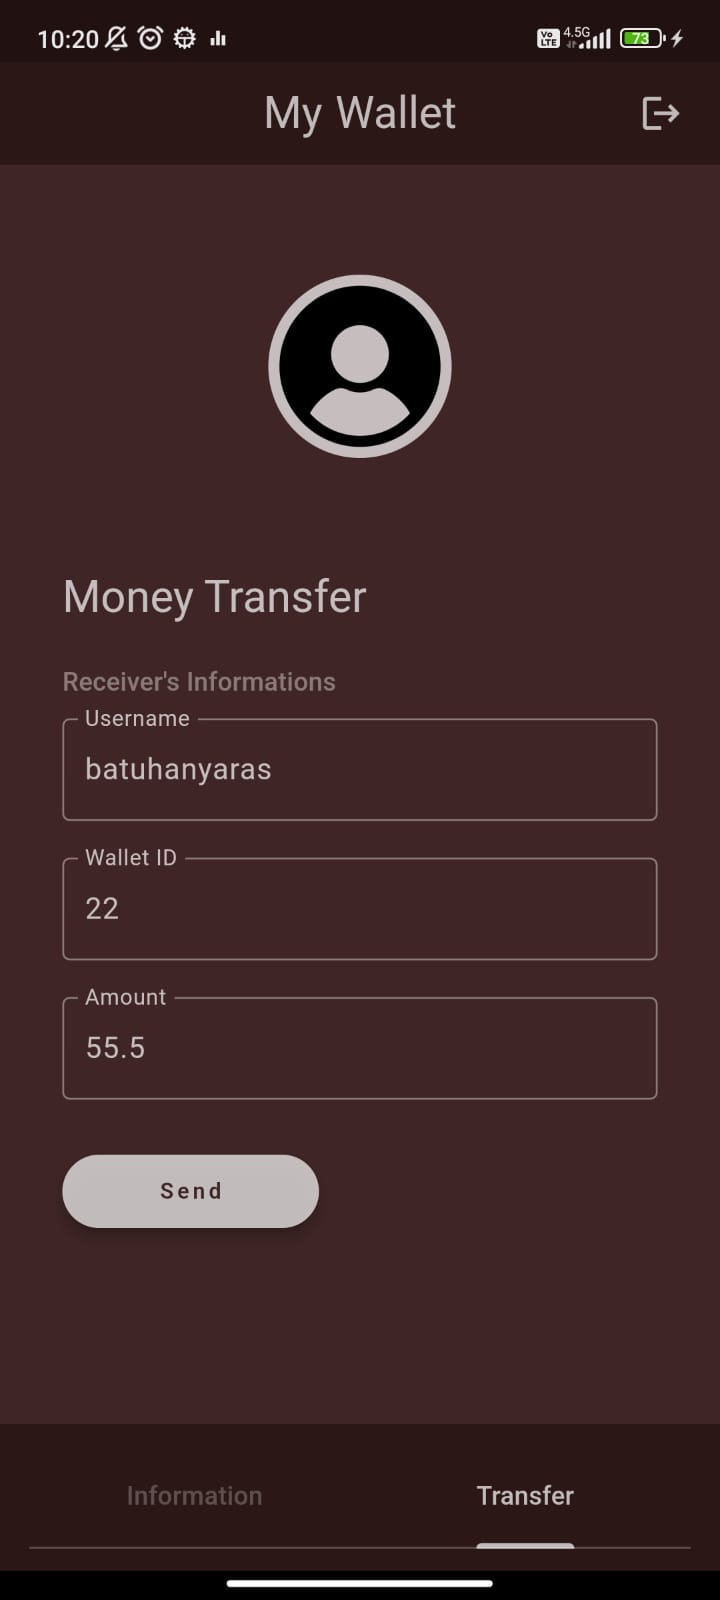 10:20 Vo LTE 4.5G 73
My Wallet
Money Transfer
Receiver's Informations
Username
batuhanyaras
Wallet ID
22
Amount
55.5
Send
Information Transfer